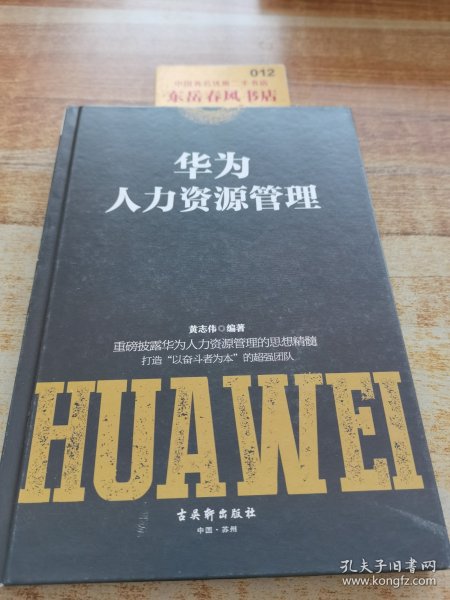 012
东岳春风书店
华为
人力资源管理
黄志伟◎编著
重磅披露华为人力资源管理的思想精髓
打造“以奋斗者为本”的超强团队
HUAWEI
古吴轩出版社
中国·苏州
孔夫子旧书网
www.kongfz.com